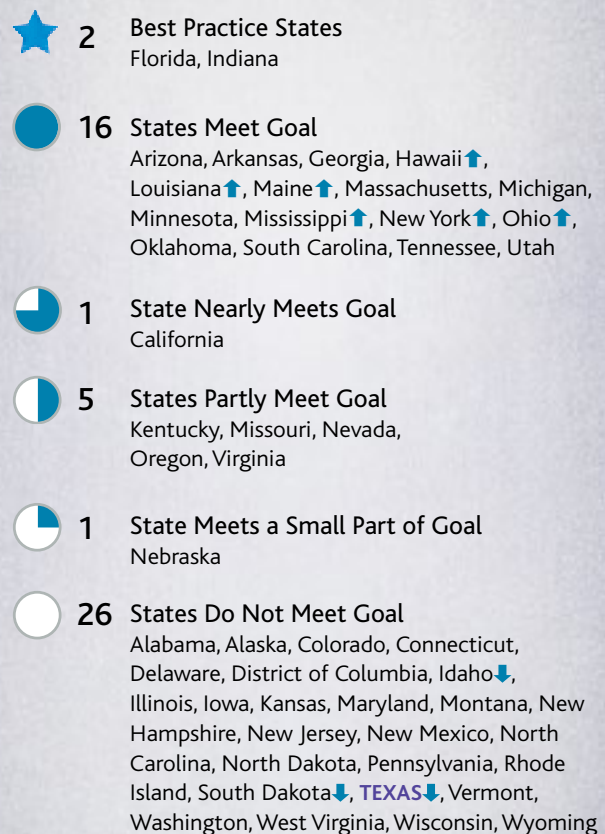 2 Best Practice States
Florida, Indiana
16 States Meet Goal
Arizona, Arkansas, Georgia, Hawaii⬆,
Louisiana⬆, Maine⬆, Massachusetts, Michigan,
Minnesota, Mississippi⬆, New York⬆, Ohio⬆,
Oklahoma, South Carolina, Tennessee, Utah
1 State Nearly Meets Goal
California
5 States Partly Meet Goal
Kentucky, Missouri, Nevada,
Oregon, Virginia
1 State Meets a Small Part of Goal
Nebraska
26 States Do Not Meet Goal
Alabama, Alaska, Colorado, Connecticut,
Delaware, District of Columbia, Idaho⬇,
Illinois, Iowa, Kansas, Maryland, Montana, New
Hampshire, New Jersey, New Mexico, North
Carolina, North Dakota, Pennsylvania, Rhode
Island, South Dakota⬇, TEXAS⬇, Vermont,
Washington, West Virginia, Wisconsin, Wyoming